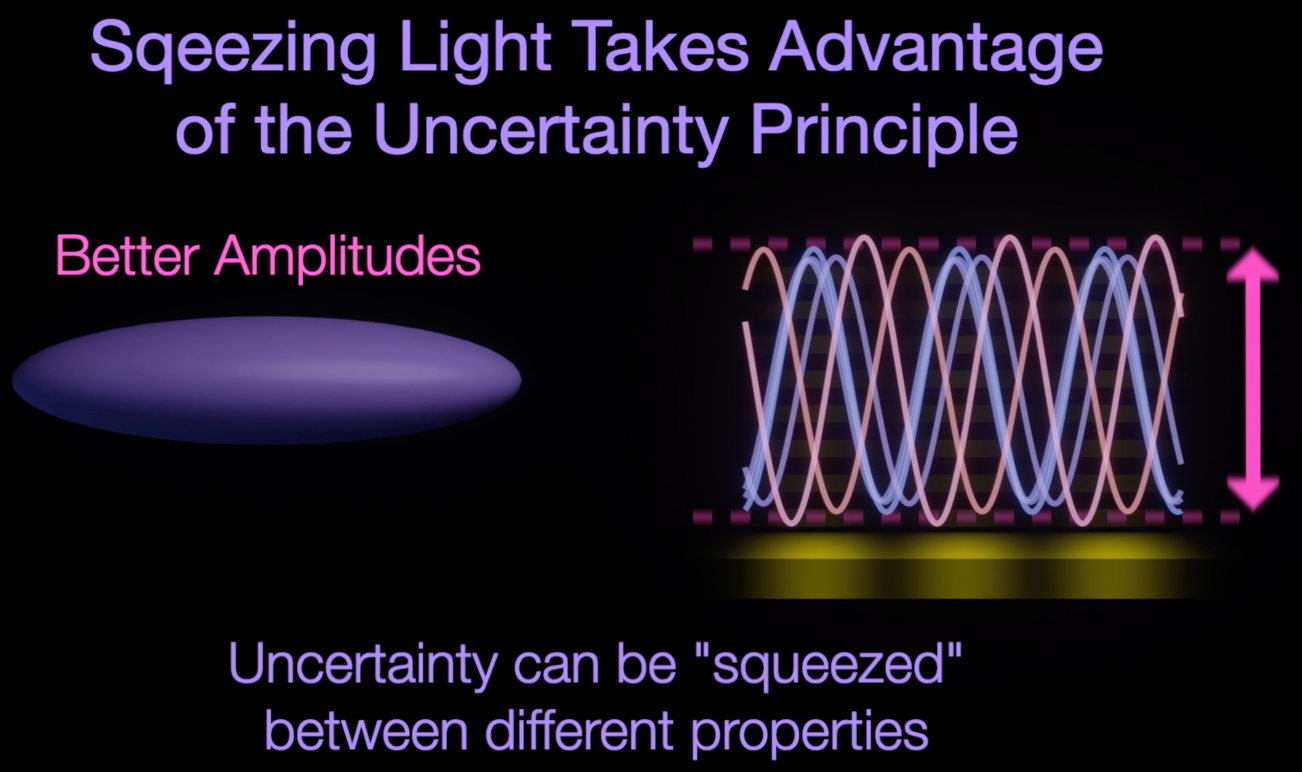 Sqeezing Light Takes Advantage
of the Uncertainty Principle
Better Amplitudes
Uncertainty can be "squeezed"
between different properties